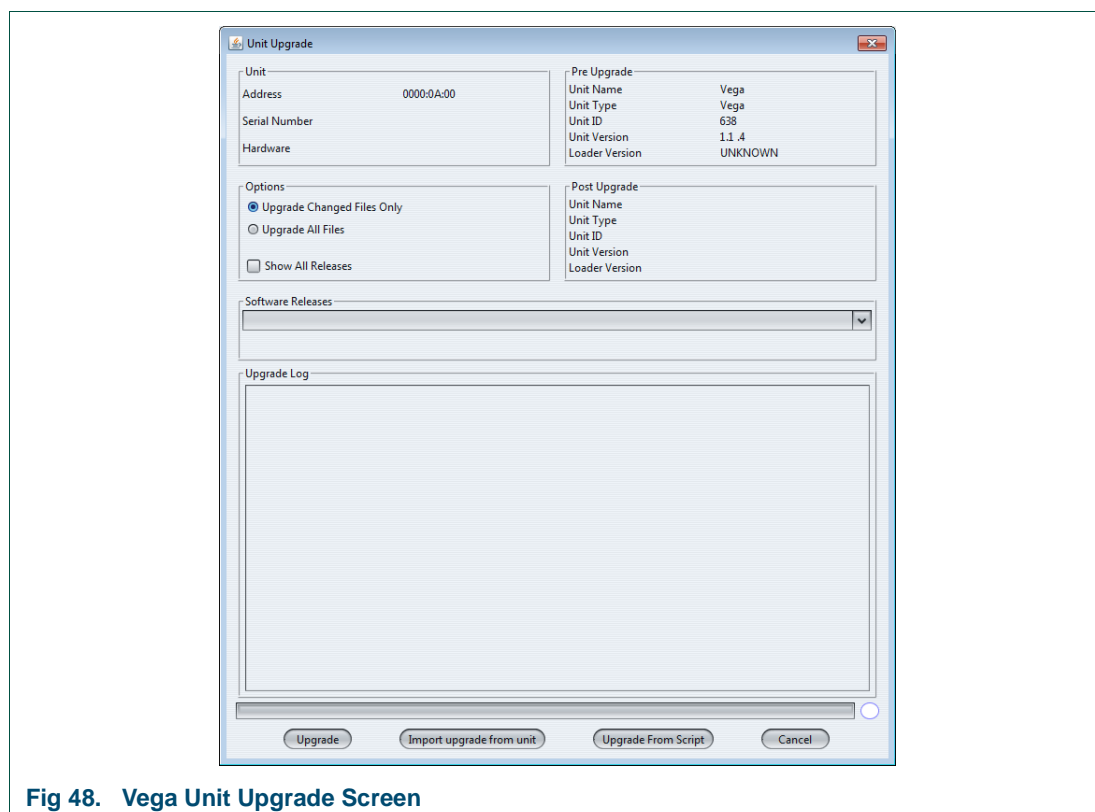 Unit Upgrade
Unit
Address 0000:0A:00
Serial Number
Hardware
Pre Upgrade
Unit Name Vega
Unit Type Vega
Unit ID 638
Unit Version 1.1 .4
Loader Version UNKNOWN
Options
Upgrade Changed Files Only
Upgrade All Files
Show All Releases
Post Upgrade
Unit Name
Unit Type
Unit ID
Unit Version
Loader Version
Software Releases
Upgrade Log
Upgrade Import upgrade from unit Upgrade From Script Cancel
Fig 48. Vega Unit Upgrade Screen